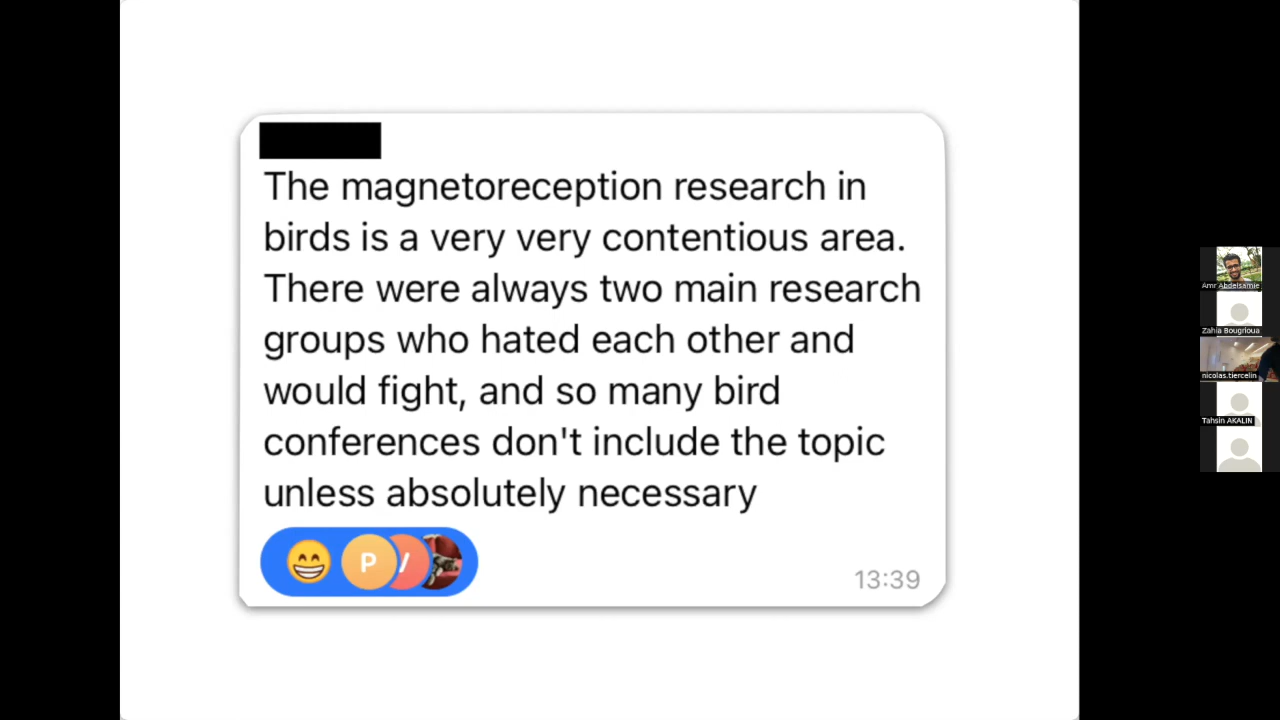 The magnetoreception research in
birds is a very very contentious area.
There were always two main research
groups who hated each other and
would fight, and so many bird
conferences don't include the topic
unless absolutely necessary
P
13:39
Amr Abdelsamie
Zahia Bougrioua
nicolas.tiercelin
Tahsin AKALIN